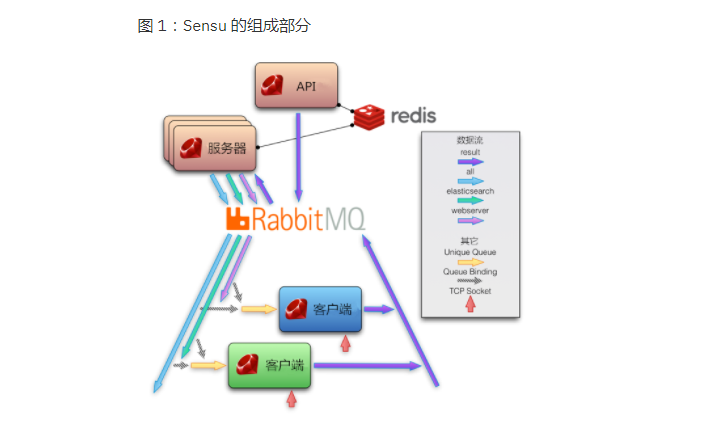 图 1：Sensu 的组成部分
API
redis
服务器
RabbitMQ
客户端
客户端
数据流
result
all
elasticsearch
webserver
其它
Unique Queue
Queue Binding
TCP Socket